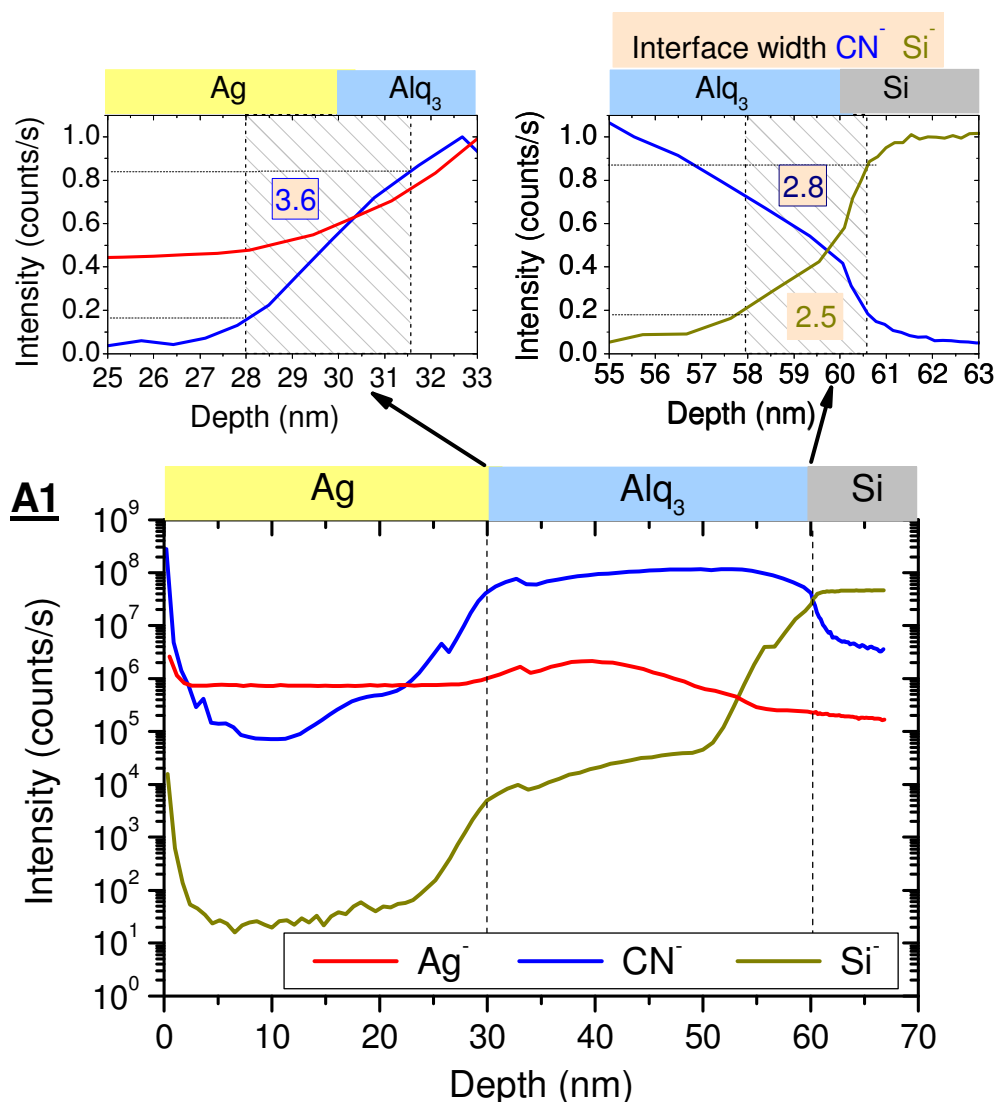 Interface width CN⁻ Si⁻
Ag Alq₃
Alq₃ Si
Intensity (counts/s)
1.0
0.8
0.6
0.4
0.2
0.0
3.6
25 26 27 28 29 30 31 32 33
Depth (nm)
Intensity (counts/s)
1.0
0.8
0.6
0.4
0.2
0.0
2.8
2.5
55 56 57 58 59 60 61 62 63
Depth (nm)
A1
Ag Alq₃ Si
Intensity (counts/s)
10⁹
10⁸
10⁷
10⁶
10⁵
10⁴
10³
10²
10¹
10⁰
Ag⁻ CN⁻ Si⁻
0 10 20 30 40 50 60 70
Depth (nm)